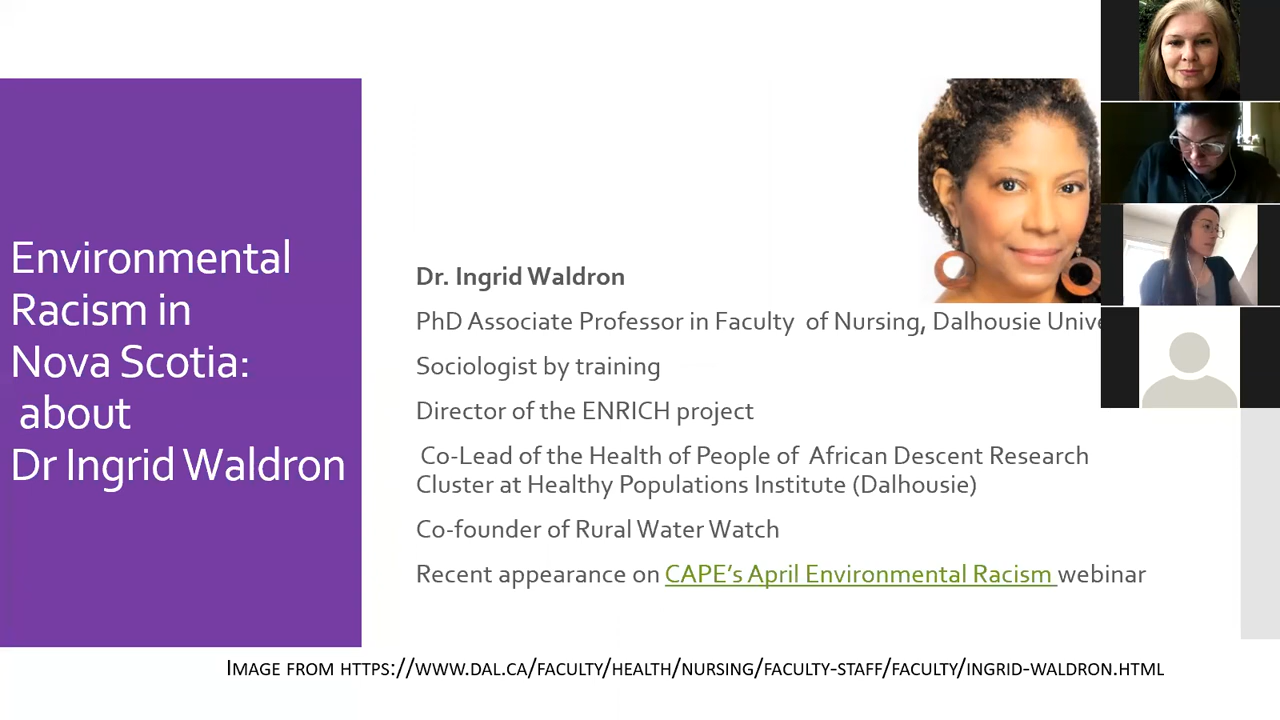 Environmental
Racism in
Nova Scotia:
about
Dr Ingrid Waldron
Dr. Ingrid Waldron
PhD Associate Professor in Faculty of Nursing, Dalhousie
Sociologist by training
Director of the ENRICH project
Co-Lead of the Health of People of African Descent Research
Cluster at Healthy Populations Institute (Dalhousie)
Co-founder of Rural Water Watch
Recent appearance on CAPE's April Environmental Racism webinar
IMAGE FROM HTTPS://WWW.DAL.CA/FACULTY/HEALTH/NURSING/FACULTY-STAFF/FACULTY/INGRID-WALDRON.HTML